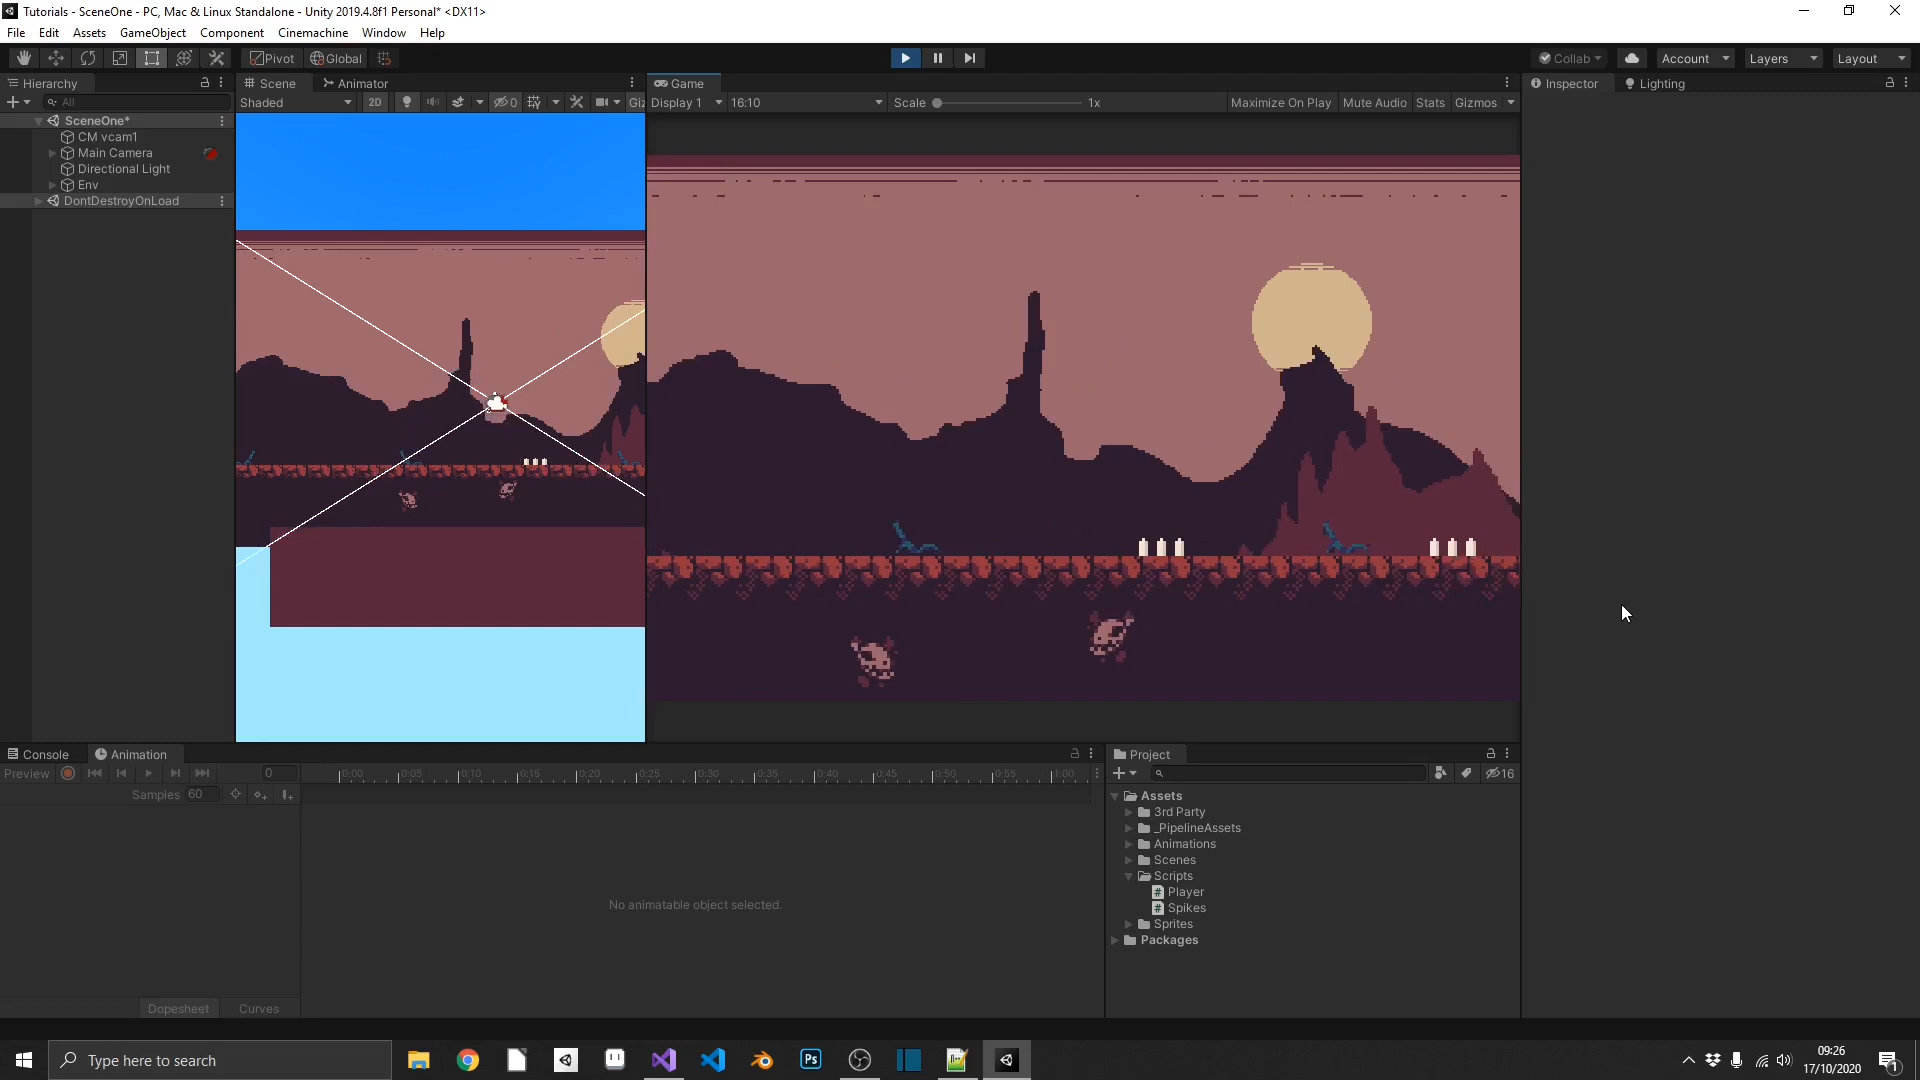 Tutorials - SceneOne - PC, Mac & Linux Standalone - Unity 2019.4.8f1 Personal* <DX11>
File Edit Assets GameObject Component Cinemachine Window Help
Pivot Global Collab Account Layers Layout
Hierarchy Scene Animator Game Inspector Lighting
All Shaded 2D 0 Giz Display 1 16:10 Scale 1x Maximize On Play Mute Audio Stats Gizmos
SceneOne*
CM vcam1
Main Camera
Directional Light
Env
DontDestroyOnLoad
Console Animation
Preview 0 0:00 0:05 0:10 0:15 0:20 0:25 0:30 0:35 0:40 0:45 0:50 0:55 1:00
Samples 60
No animatable object selected.
Dopesheet Curves
Project
16
Assets
3rd Party
_PipelineAssets
Animations
Scenes
Scripts
Player
Spikes
Sprites
Packages
Type here to search
Ps
09:26
17/10/2020
1